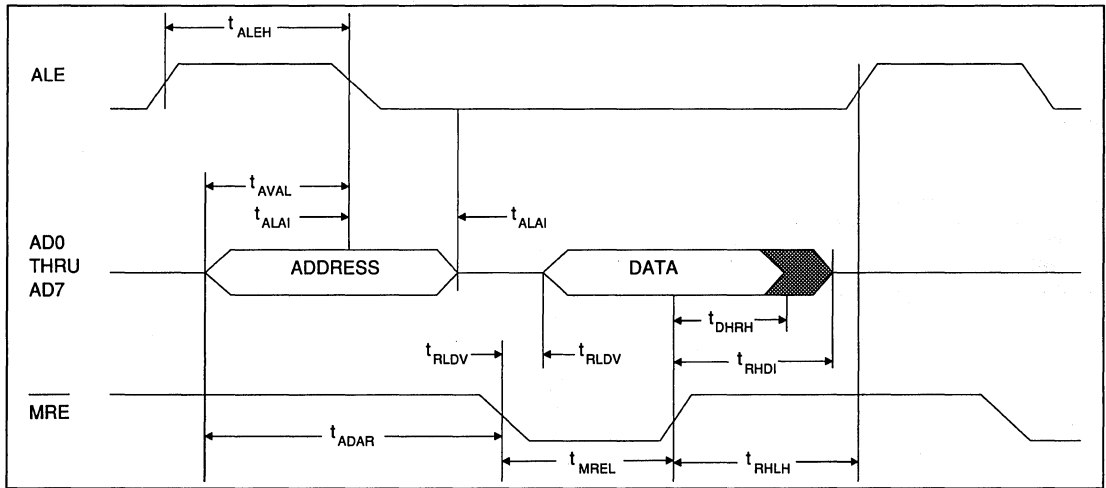 tALEH
ALE
tAVAL
tALAI tALAI
AD0
THRU
AD7
ADDRESS DATA
tDHRH
tRLDV tRLDV tRHDI
MRE
tADAR
tMREL tRHLH